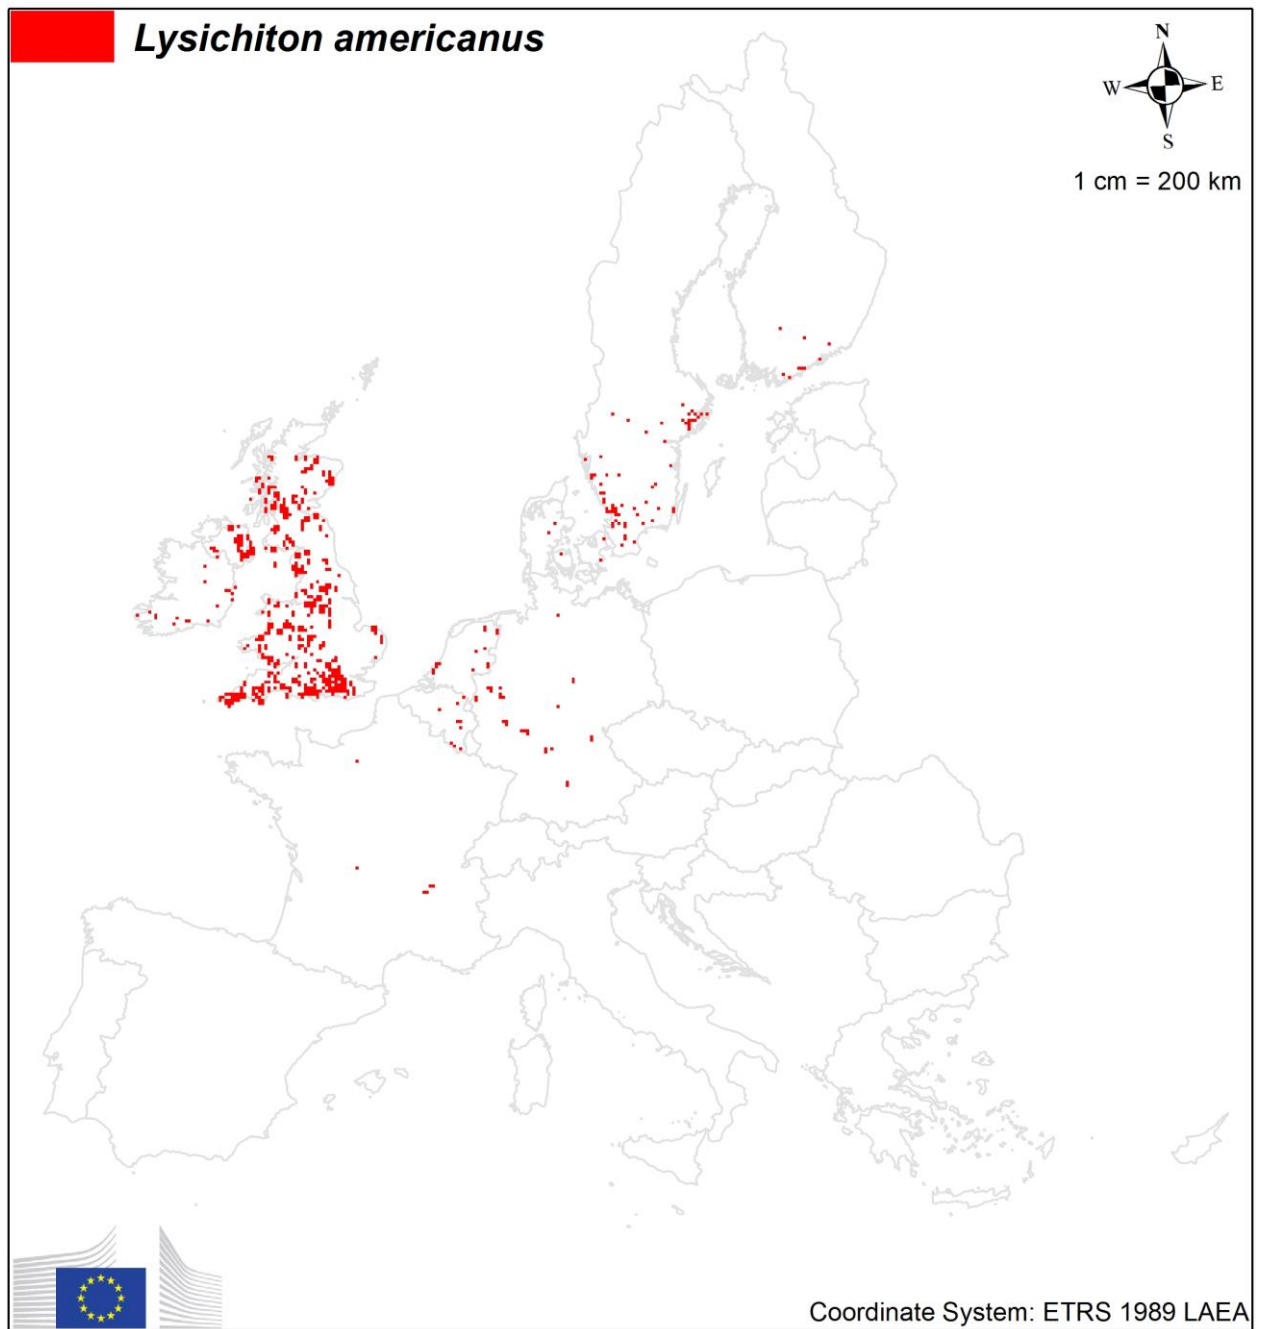 Lysichiton americanus
N
W E
S
1 cm = 200 km
Coordinate System: ETRS 1989 LAEA